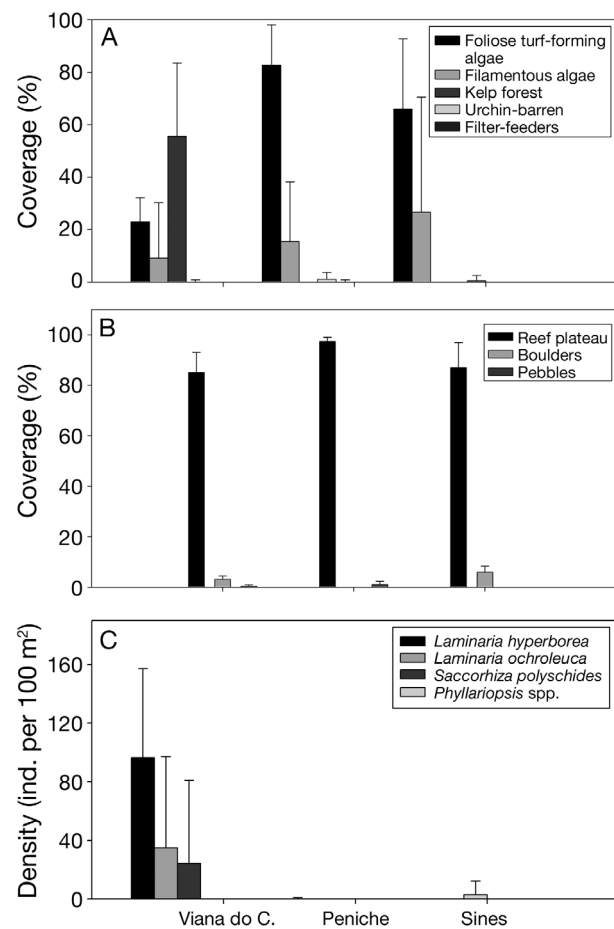 A
Coverage (%)
100
80
60
40
20
0
Foliose turf-forming
algae
Filamentous algae
Kelp forest
Urchin-barren
Filter-feeders
B
Coverage (%)
100
80
60
40
20
0
Reef plateau
Boulders
Pebbles
C
Density (ind. per 100 m²)
160
120
80
40
0
Laminaria hyperborea
Laminaria ochroleuca
Saccorhiza polyschides
Phyllariopsis spp.
Viana do C. Peniche Sines